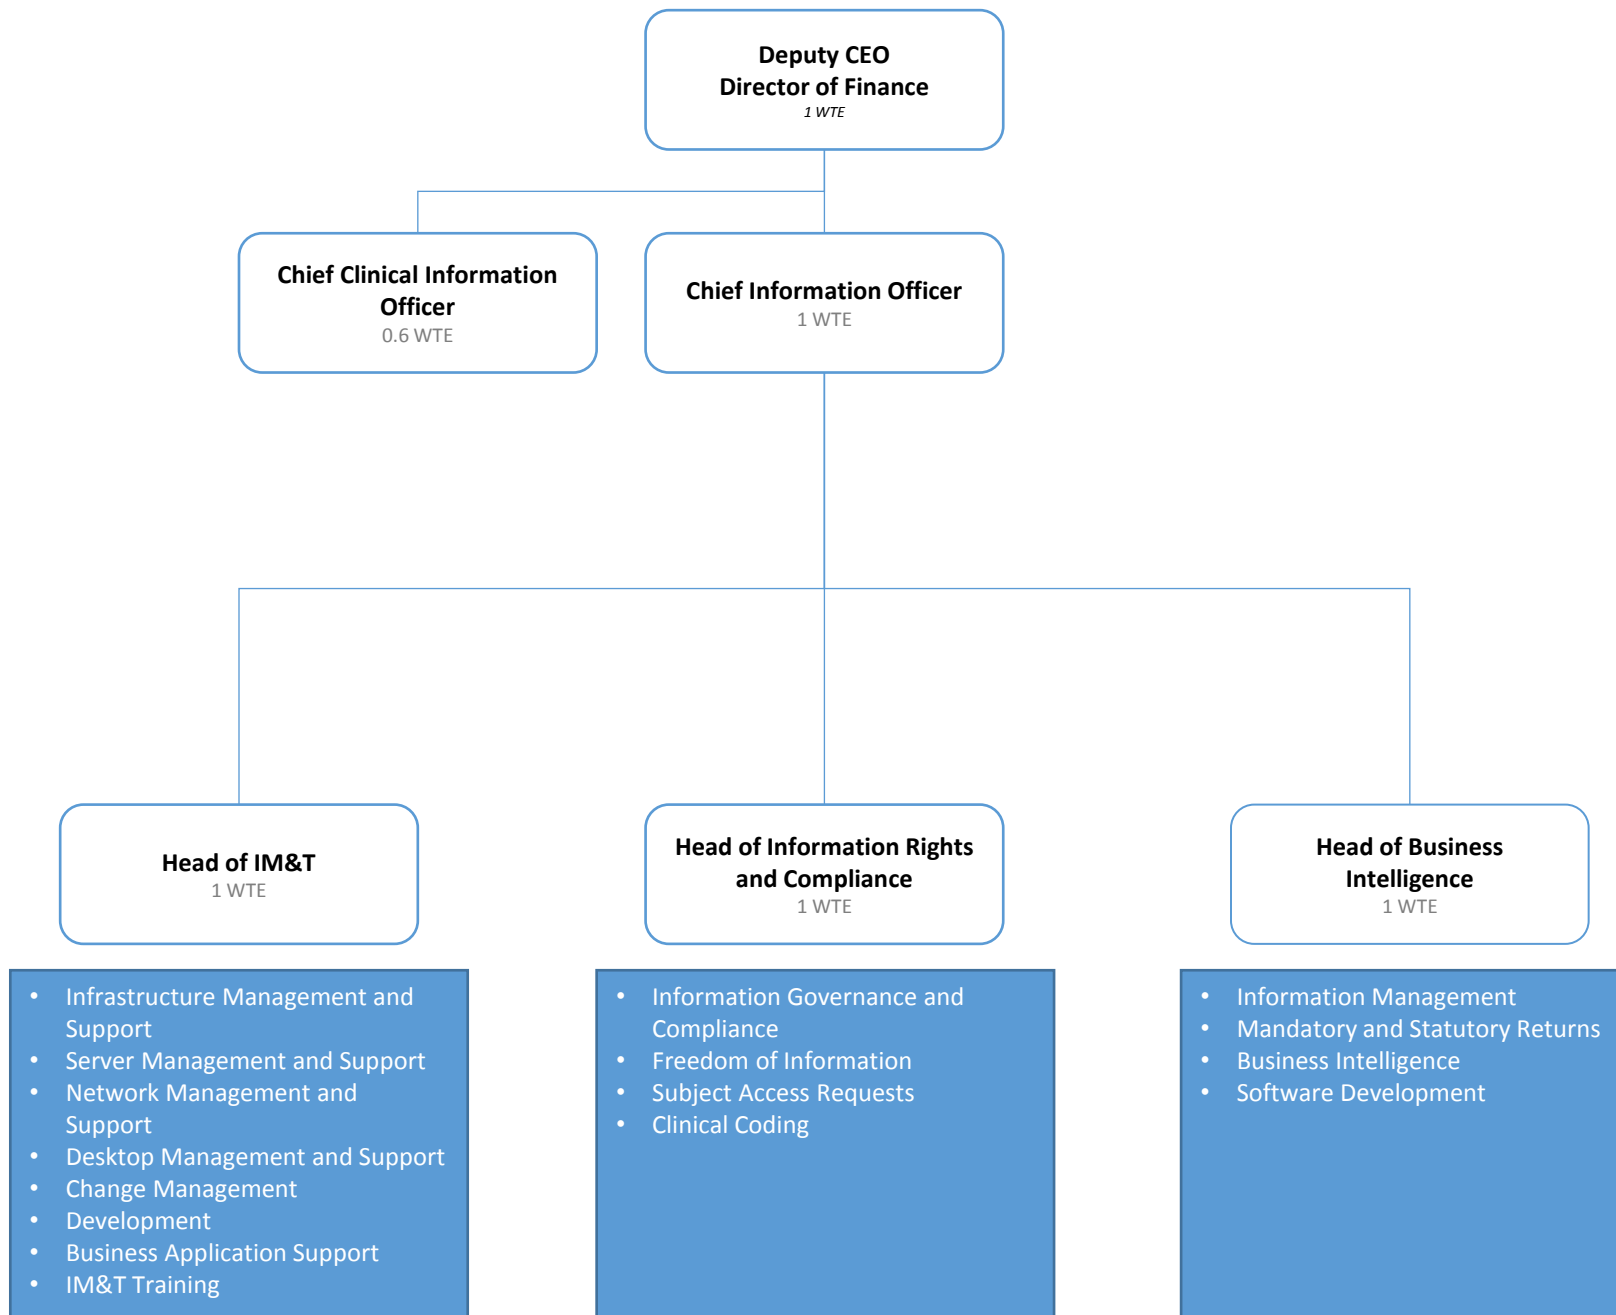 Deputy CEO
Director of Finance
1 WTE
Chief Clinical Information
Officer
0.6 WTE
Chief Information Officer
1 WTE
Head of IM&T
1 WTE
Head of Information Rights
and Compliance
1 WTE
Head of Business
Intelligence
1 WTE
• Infrastructure Management and
Support
• Server Management and Support
• Network Management and
Support
• Desktop Management and Support
• Change Management
• Development
• Business Application Support
• IM&T Training
• Information Governance and
Compliance
• Freedom of Information
• Subject Access Requests
• Clinical Coding
• Information Management
• Mandatory and Statutory Returns
• Business Intelligence
• Software Development